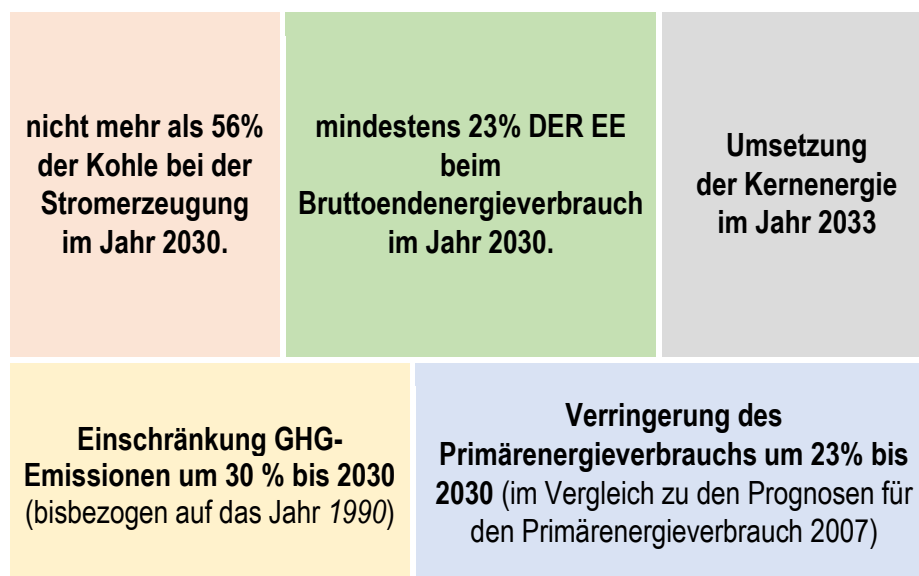 nicht mehr als 56%
der Kohle bei der
Stromerzeugung
im Jahr 2030.
mindestens 23% DER EE
beim
Bruttoendenergieverbrauch
im Jahr 2030.
Umsetzung
der Kernenergie
im Jahr 2033
Einschränkung GHG-
Emissionen um 30 % bis 2030
(bisbezogen auf das Jahr 1990)
Verringerung des
Primärenergieverbrauchs um 23% bis
2030 (im Vergleich zu den Prognosen für
den Primärenergieverbrauch 2007)